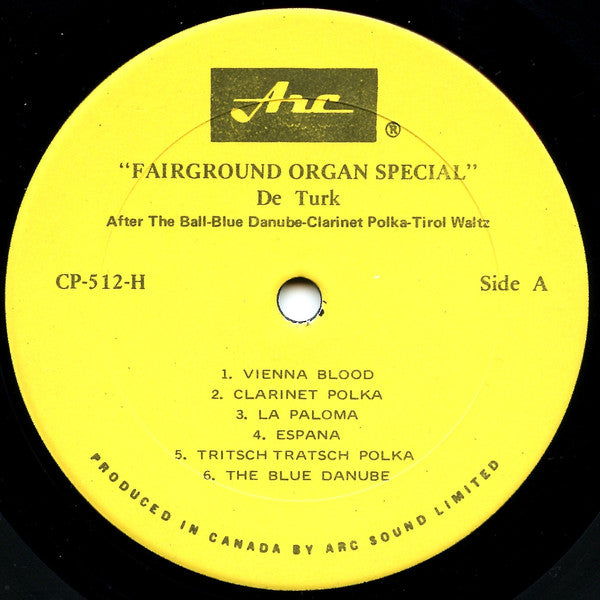 Arc
®
"FAIRGROUND ORGAN SPECIAL"
De Turk
After The Ball-Blue Danube-Clarinet Polka-Tirol Waltz
CP-512-H
Side A
1. VIENNA BLOOD
2. CLARINET POLKA
3. LA PALOMA
4. ESPANA
5. TRITSCH TRATSCH POLKA
6. THE BLUE DANUBE
PRODUCED IN CANADA BY ARC SOUND LIMITED